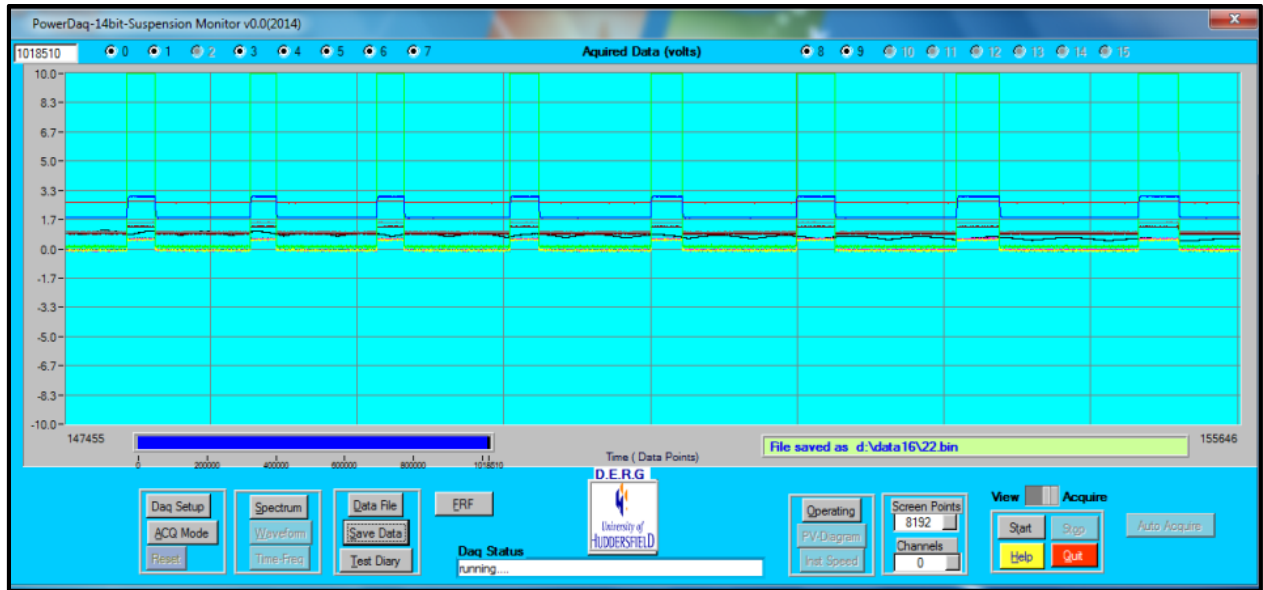 PowerDaq-14bit-Suspension Monitor v0.0(2014)
1018510 0 1 2 3 4 5 6 7 Aquired Data (volts) 8 9 10 11 12 13 14 15
10.0
8.3
6.7
5.0
3.3
1.7
0.0
-1.7
-3.3
-5.0
-6.7
-8.3
-10.0
147455 155646
File saved as d:\data16\22.bin
0 200000 400000 600000 800000 1018510
Time ( Data Points)
D.E.R.G
University of
HUDDERSFIELD
Daq Setup
ACQ Mode
Reset
Spectrum
Waveform
Time-Freq
Data File
Save Data
Test Diary
ERF
Daq Status
running....
Operating
PV-Diagram
Inst Speed
Screen Points
8192
Channels
0
View Acquire
Start Stop
Help Quit
Auto Acquire